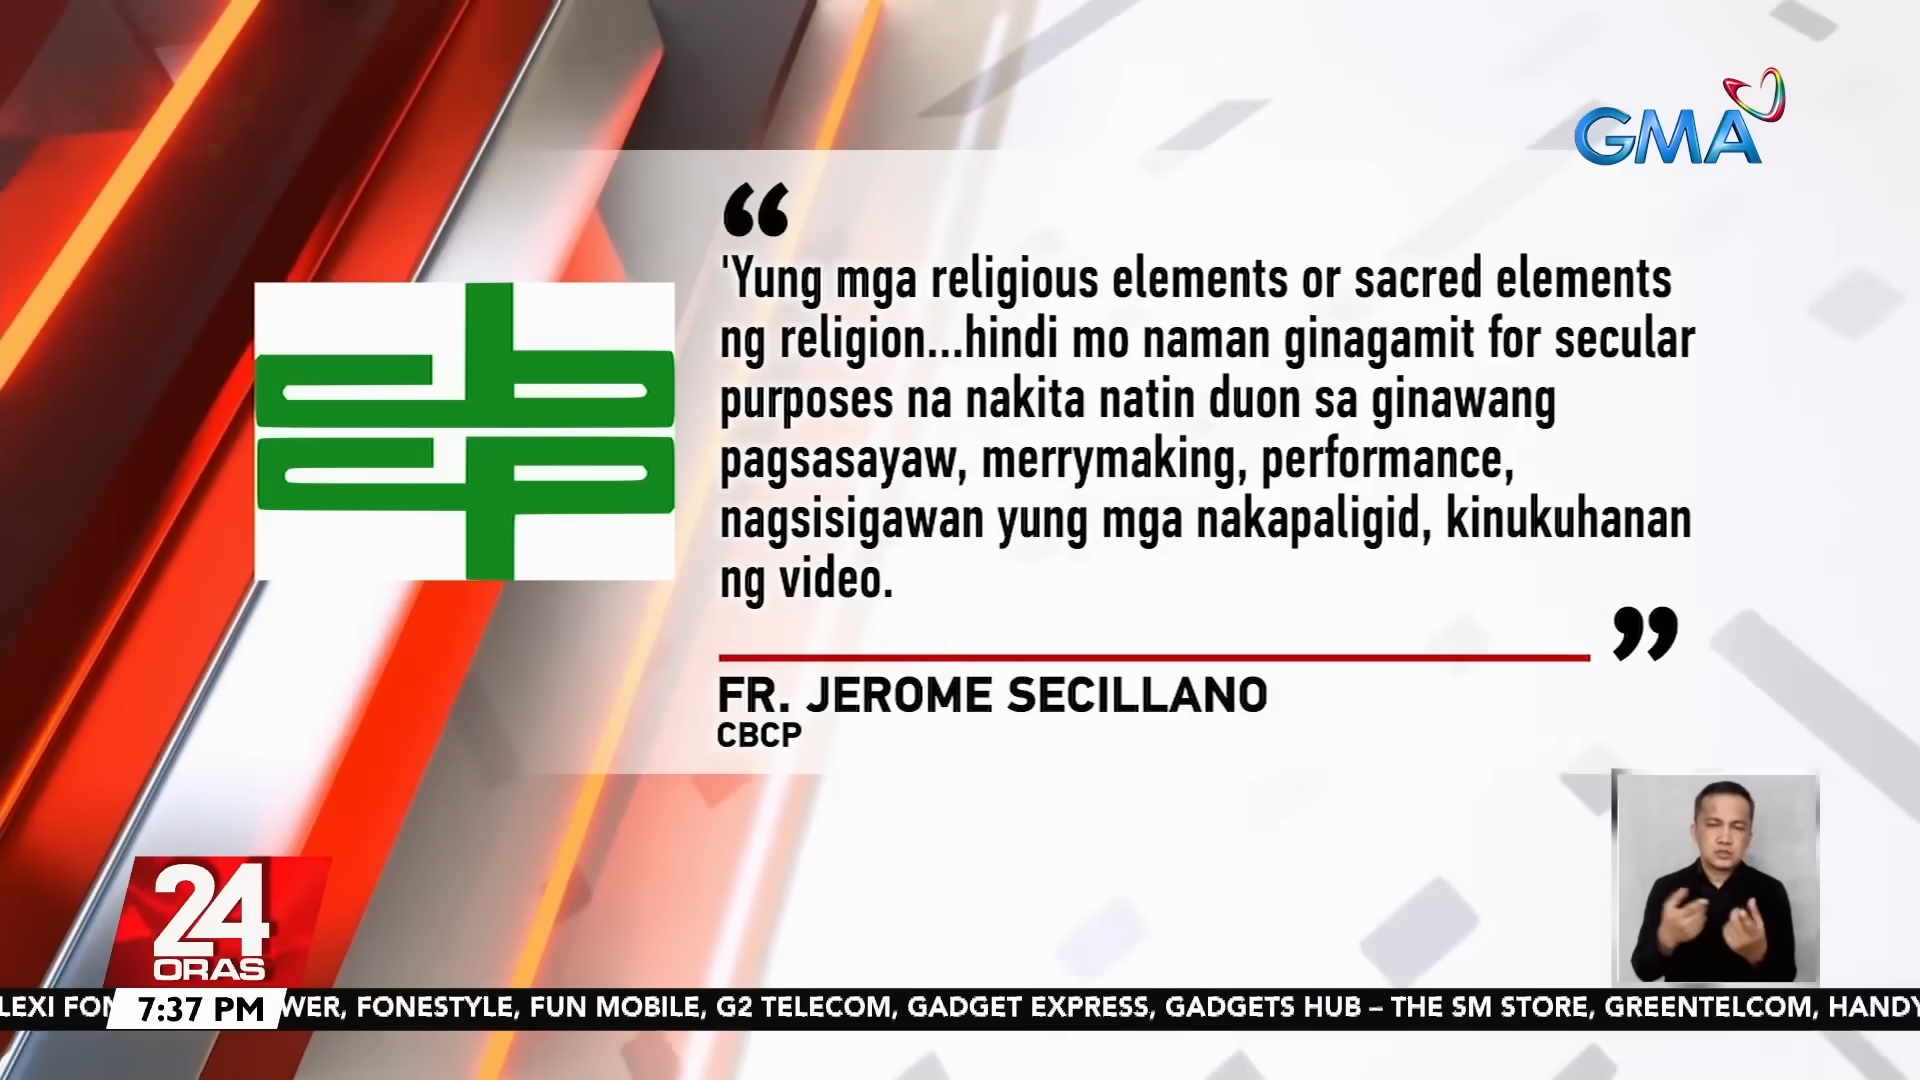 GMA
“
'Yung mga religious elements or sacred elements
ng religion...hindi mo naman ginagamit for secular
purposes na nakita natin duon sa ginawang
pagsasayaw, merrymaking, performance,
nagsisigawan yung mga nakapaligid, kinukuhanan
ng video.
”
FR. JEROME SECILLANO
CBCP
cbcp
24
ORAS
7:37 PM
LEXI FON WER, FONESTYLE, FUN MOBILE, G2 TELECOM, GADGET EXPRESS, GADGETS HUB – THE SM STORE, GREENTELCOM, HANDY